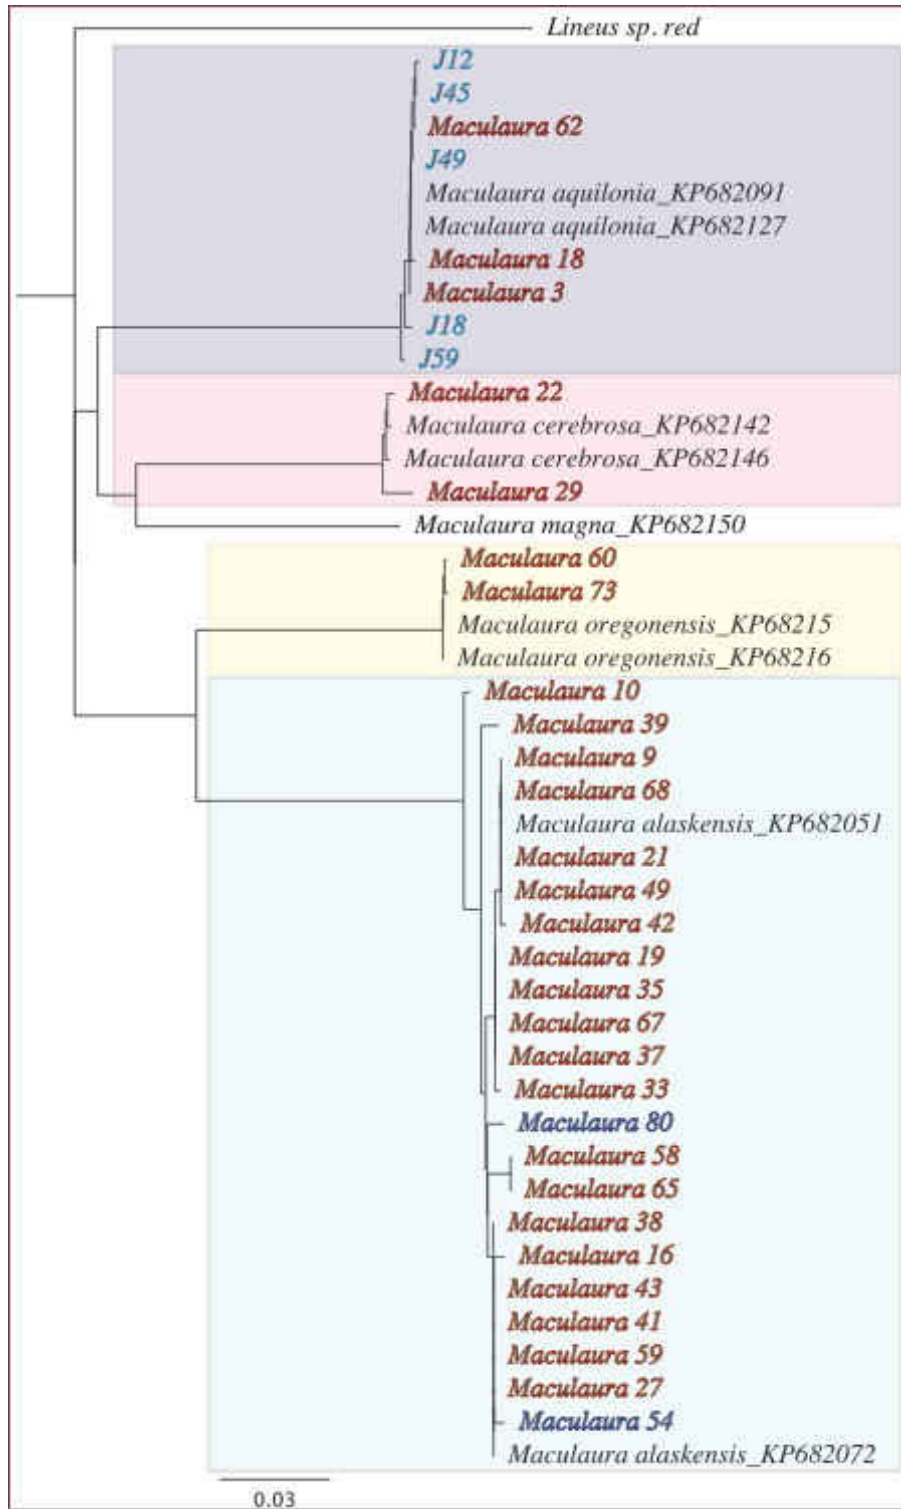 Lineus sp. red
J12
J45
Maculaura 62
J49
Maculaura aquilonia_KP682091
Maculaura aquilonia_KP682127
Maculaura 18
Maculaura 3
J18
J59
Maculaura 22
Maculaura cerebrosa_KP682142
Maculaura cerebrosa_KP682146
Maculaura 29
Maculaura magna_KP682150
Maculaura 60
Maculaura 73
Maculaura oregonensis_KP68215
Maculaura oregonensis_KP68216
Maculaura 10
Maculaura 39
Maculaura 9
Maculaura 68
Maculaura alaskensis_KP682051
Maculaura 21
Maculaura 49
Maculaura 42
Maculaura 19
Maculaura 35
Maculaura 67
Maculaura 37
Maculaura 33
Maculaura 80
Maculaura 58
Maculaura 65
Maculaura 38
Maculaura 16
Maculaura 43
Maculaura 41
Maculaura 59
Maculaura 27
Maculaura 54
Maculaura alaskensis_KP682072
0.03